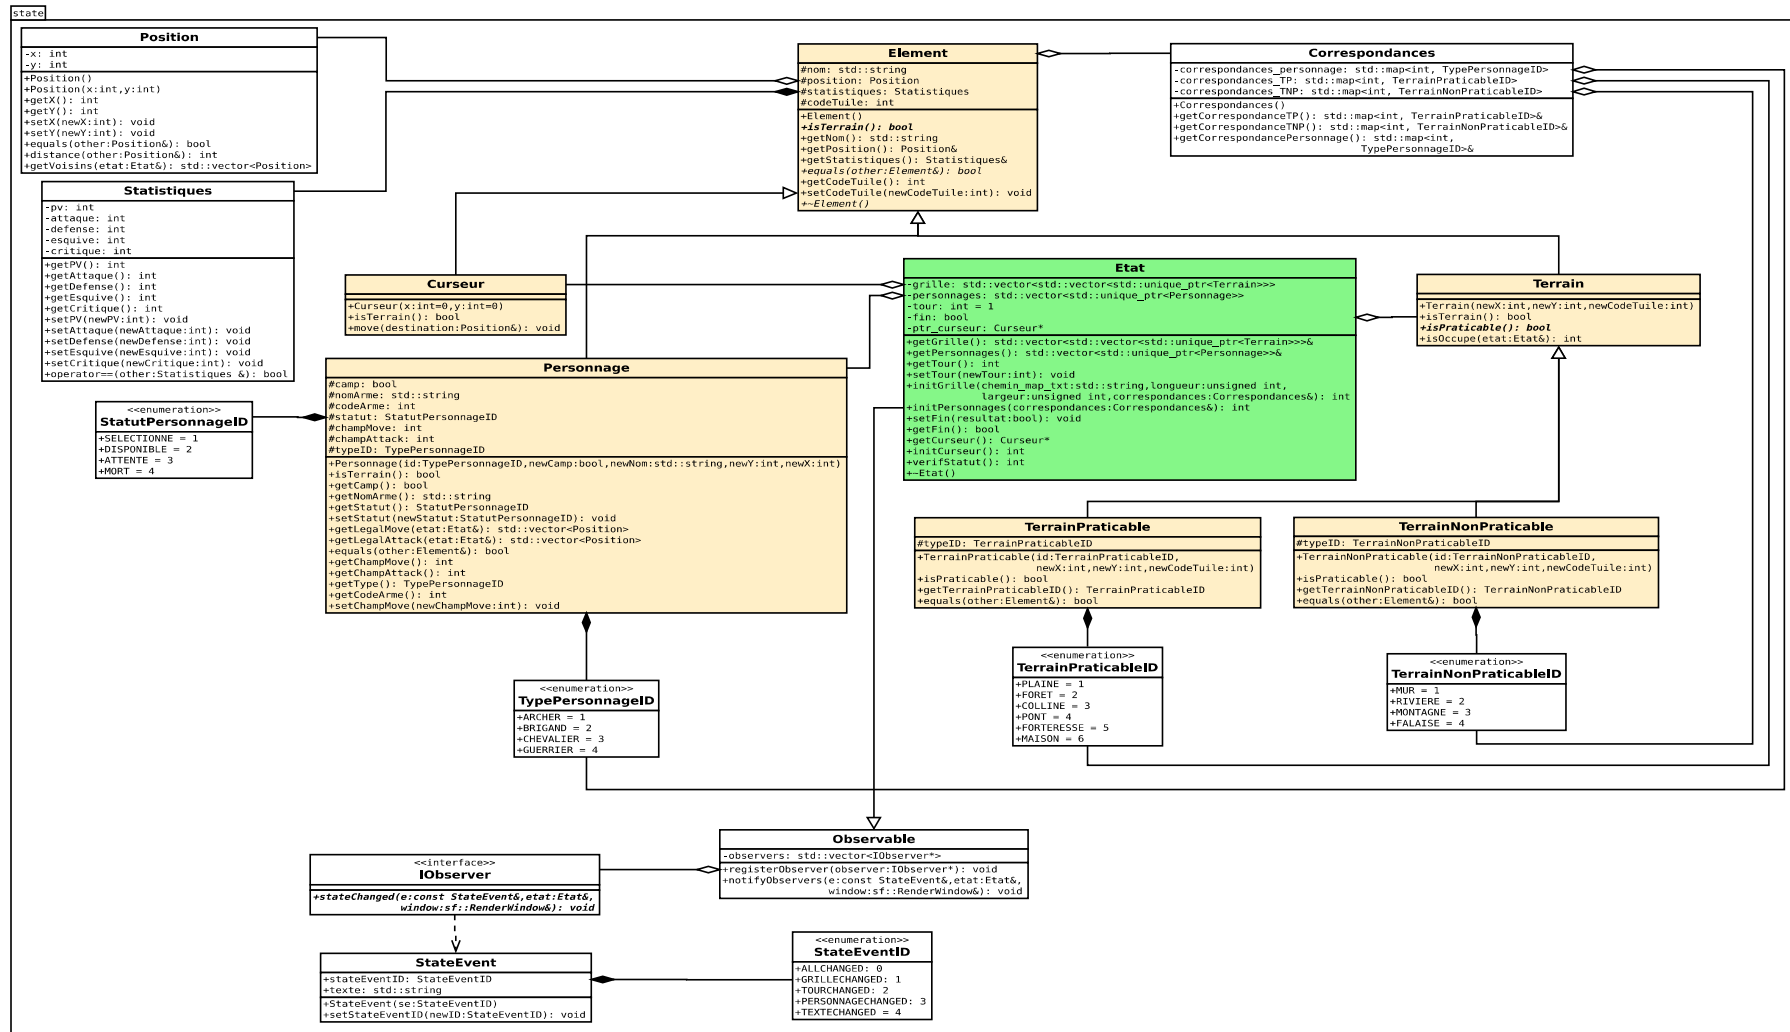 state
Position
-x: int
-y: int
+Position()
+Position(x:int,y:int)
+getX(): int
+getY(): int
+setX(newX:int): void
+setY(newY:int): void
+equals(other:Position&): bool
+distance(other:Position&): int
+getVoisins(etat:Etat&): std::vector<Position>
Element
#nom: std::string
#position: Position
#statistiques: Statistiques
#codeTuile: int
+Element()
+isTerrain(): bool
+getNom(): std::string
+getPosition(): Position&
+getStatistiques(): Statistiques&
+equals(other:Element&): bool
+getCodeTuile(): int
+setCodeTuile(newCodeTuile:int): void
+~Element()
Correspondances
-correspondances_personnage: std::map<int, TypePersonnageID>
-correspondances_TP: std::map<int, TerrainPraticableID>
-correspondances_TNP: std::map<int, TerrainNonPraticableID>
+Correspondances()
+getCorrespondanceTP(): std::map<int, TerrainPraticableID>&
+getCorrespondanceTNP(): std::map<int, TerrainNonPraticableID>&
+getCorrespondancePersonnage(): std::map<int,
TypePersonnageID>&
Statistiques
-pv: int
-attaque: int
-defense: int
-esquive: int
-critique: int
+getPV(): int
+getAttaque(): int
+getDefense(): int
+getEsquive(): int
+getCritique(): int
+setPV(newPV:int): void
+setAttaque(newAttaque:int): void
+setDefense(newDefense:int): void
+setEsquive(newEsquive:int): void
+setCritique(newCritique:int): void
+operator==(other:Statistiques &): bool
Curseur
+Curseur(x:int=0,y:int=0)
+isTerrain(): bool
+move(destination:Position&): void
Etat
-grille: std::vector<std::vector<std::unique_ptr<Terrain>>>
-personnages: std::vector<std::unique_ptr<Personnage>>
-tour: int = 1
-fin: bool
-ptr_curseur: Curseur*
+getGrille(): std::vector<std::vector<std::unique_ptr<Terrain>>>&
+getPersonnages(): std::vector<std::unique_ptr<Personnage>>&
+getTour(): int
+setTour(newTour:int): void
+initGrille(chemin_map_txt:std::string,longueur:unsigned int,
largeur:unsigned int,correspondances:Correspondances&): int
+initPersonnages(correspondances:Correspondances&): int
+setFin(resultat:bool): void
+getFin(): bool
+getCurseur(): Curseur*
+initCurseur(): int
+verifStatut(): int
+~Etat()
Terrain
+Terrain(newX:int,newY:int,newCodeTuile:int)
+isTerrain(): bool
+isPraticable(): bool
+isOccupe(etat:Etat&): int
Personnage
#camp: bool
#nomArme: std::string
#codeArme: int
#statut: StatutPersonnageID
#champMove: int
#champAttack: int
#typeID: TypePersonnageID
+Personnage(id:TypePersonnageID,newCamp:bool,newNom:std::string,newY:int,newX:int)
+isTerrain(): bool
+getCamp(): bool
+getNomArme(): std::string
+getStatut(): StatutPersonnageID
+setStatut(newStatut:StatutPersonnageID): void
+getLegalMove(etat:Etat&): std::vector<Position>
+getLegalAttack(etat:Etat&): std::vector<Position>
+equals(other:Element&): bool
+getChampMove(): int
+getChampAttack(): int
+getType(): TypePersonnageID
+getCodeArme(): int
+setChampMove(newChampMove:int): void
<<enumeration>>
StatutPersonnageID
+SELECTIONNE = 1
+DISPONIBLE = 2
+ATTENTE = 3
+MORT = 4
TerrainPraticable
#typeID: TerrainPraticableID
+TerrainPraticable(id:TerrainPraticableID,
newX:int,newY:int,newCodeTuile:int)
+isPraticable(): bool
+getTerrainPraticableID(): TerrainPraticableID
+equals(other:Element&): bool
TerrainNonPraticable
#typeID: TerrainNonPraticableID
+TerrainNonPraticable(id:TerrainNonPraticableID,
newX:int,newY:int,newCodeTuile:int)
+isPraticable(): bool
+getTerrainNonPraticableID(): TerrainNonPraticableID
+equals(other:Element&): bool
<<enumeration>>
TypePersonnageID
+ARCHER = 1
+BRIGAND = 2
+CHEVALIER = 3
+GUERRIER = 4
<<enumeration>>
TerrainPraticableID
+PLAINE = 1
+FORET = 2
+COLLINE = 3
+PONT = 4
+FORTERESSE = 5
+MAISON = 6
<<enumeration>>
TerrainNonPraticableID
+MUR = 1
+RIVIERE = 2
+MONTAGNE = 3
+FALAISE = 4
Observable
-observers: std::vector<IObserver*>
+registerObserver(observer:IObserver*): void
+notifyObservers(e:const StateEvent&,etat:Etat&,
window:sf::RenderWindow&): void
<<interface>>
IObserver
+stateChanged(e:const StateEvent&,etat:Etat&,
window:sf::RenderWindow&): void
StateEvent
+stateEventID: StateEventID
+texte: std::string
+StateEvent(se:StateEventID)
+setStateEventID(newID:StateEventID): void
<<enumeration>>
StateEventID
+ALLCHANGED: 0
+GRILLECHANGED: 1
+TOURCHANGED: 2
+PERSONNAGECHANGED: 3
+TEXTECHANGED = 4